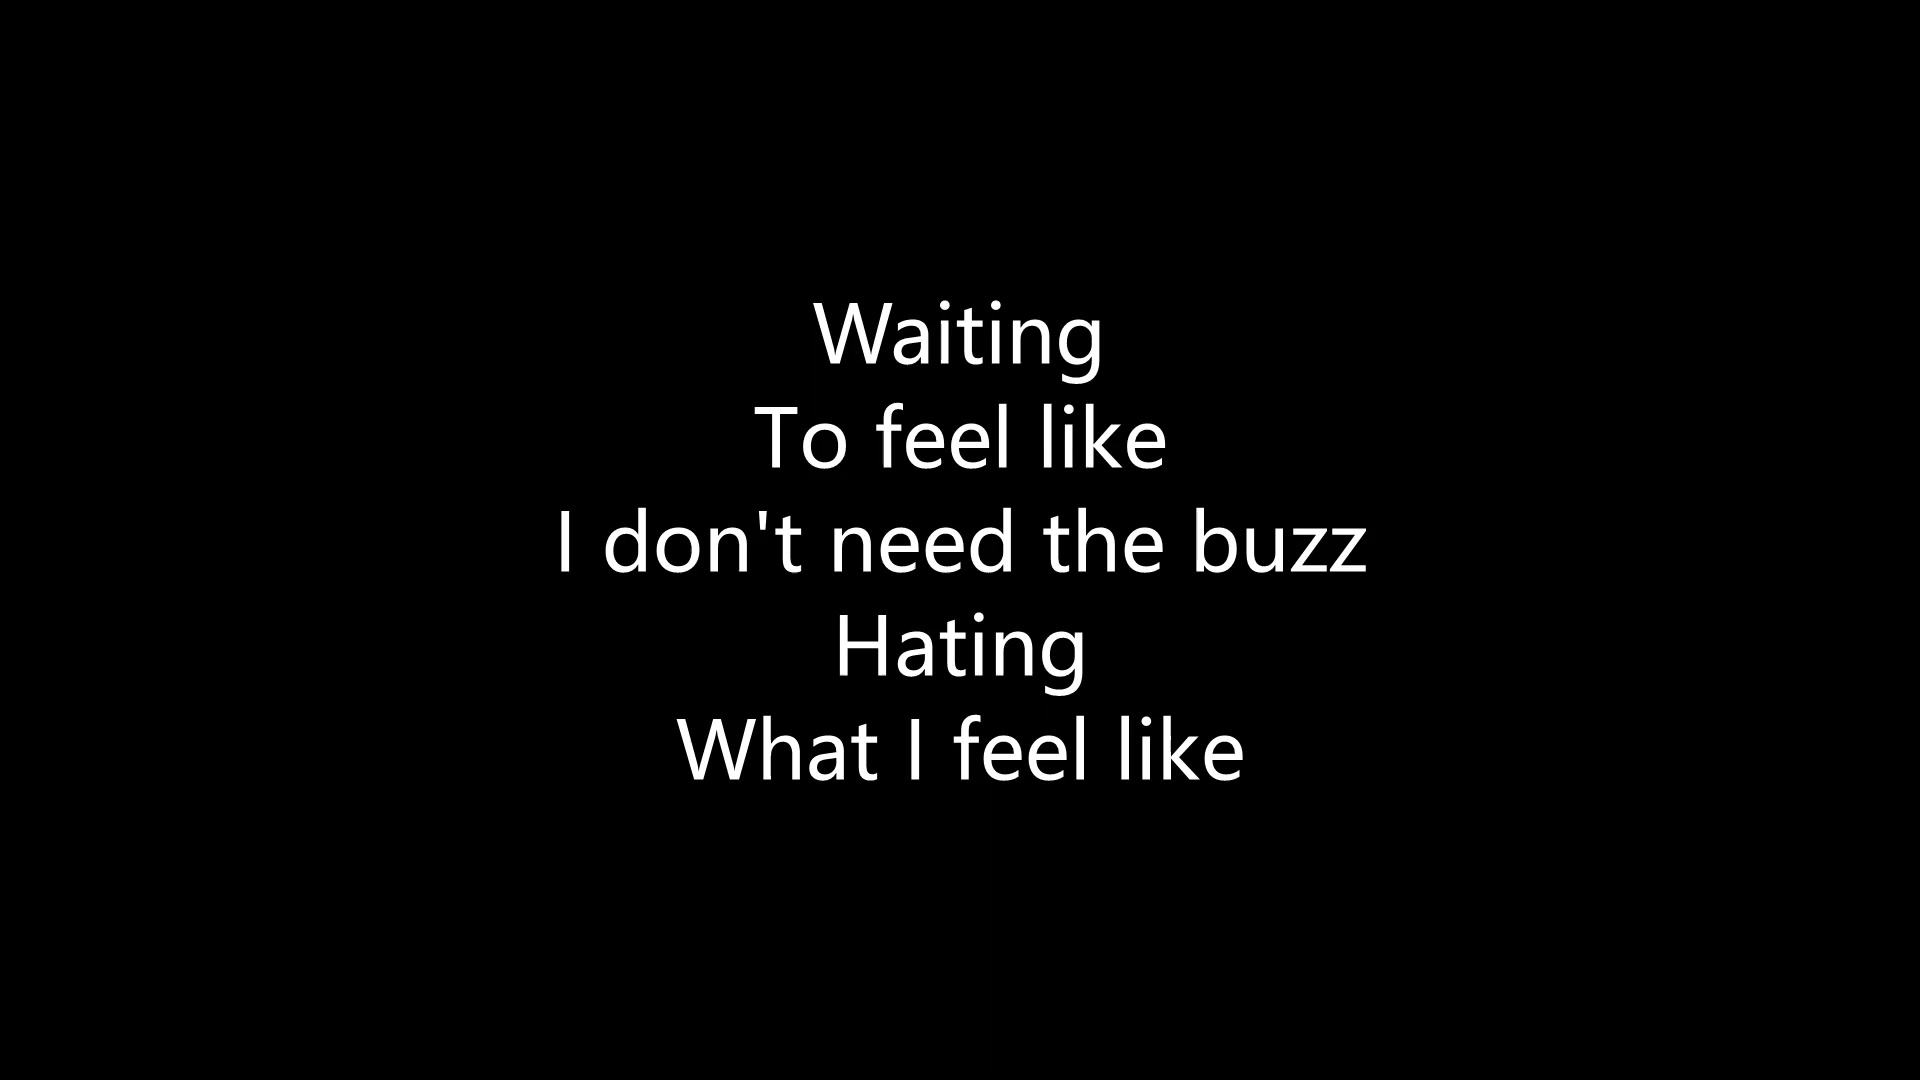 Waiting
To feel like
I don't need the buzz
Hating
What I feel like